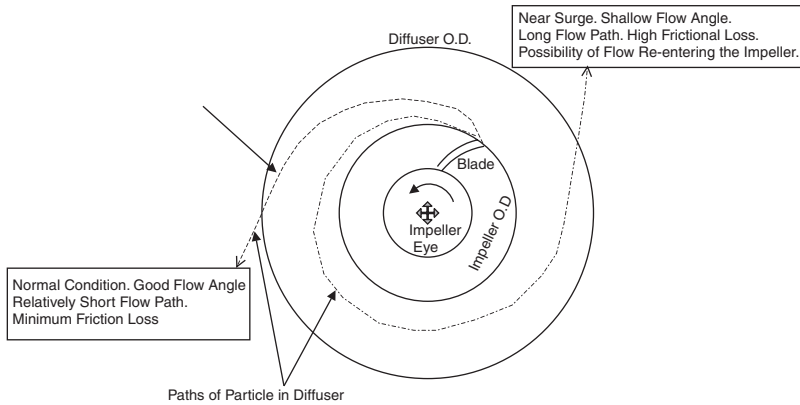 Near Surge. Shallow Flow Angle.
Long Flow Path. High Frictional Loss.
Possibility of Flow Re-entering the Impeller.
Diffuser O.D.
Blade
Impeller
Eye
Impeller O.D
Normal Condition. Good Flow Angle
Relatively Short Flow Path.
Minimum Friction Loss
Paths of Particle in Diffuser